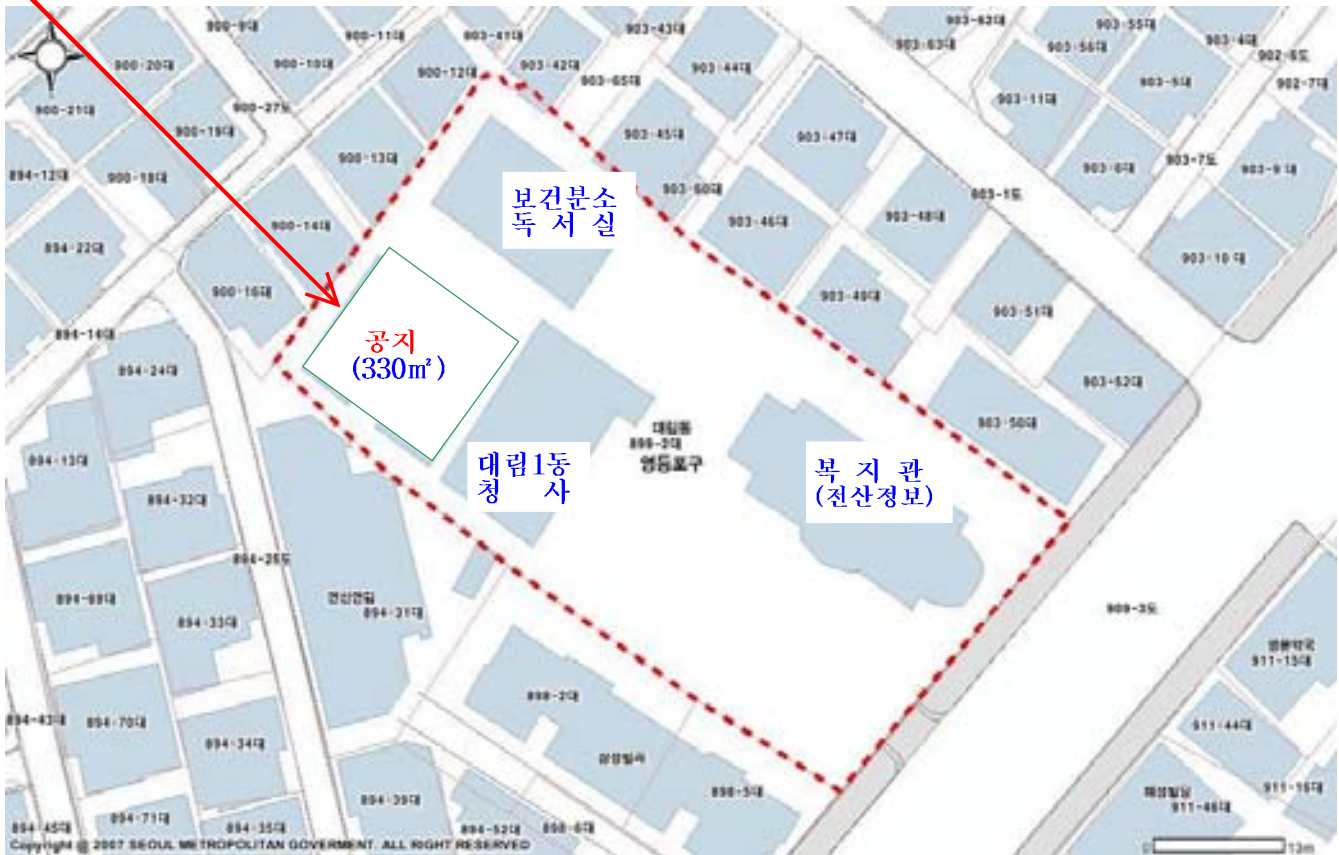 900-9대
900-11대
903-41대
903-43대
903-62대
903-55대
903-63대
903-56대
903-4대
902-6도
900-20대
900-10대
900-12대
903-42대
903-65대
903-44대
903-11대
903-5대
902-7대
900-21대
900-27도
900-19대
903-45대
903-47대
903-6대
903-7도
903-9대
894-12대
900-18대
900-13대
903-60대
903-1도
보건분소
독 서 실
894-22대
900-14대
903-46대
903-48대
903-10대
900-16대
903-49대
903-51대
894-14대
공지
(330㎡)
894-24대
903-52대
903-50대
대림동
899-3대
영등포구
894-13대
대림1동
청 사
복 지 관
(전산정보)
894-32대
894-25도
894-69대
894-33대
894-31대
909-3도
911-15대
898-2대
894-43대
894-70대
894-34대
911-44대
898-5대
894-39대
911-16대
911-46대
894-45대
894-71대
894-35대
894-52대
898-6대
Copyright @ 2007 SEOUL METROPOLITAN GOVERMENT. ALL RIGHT RESERVED
0
13m